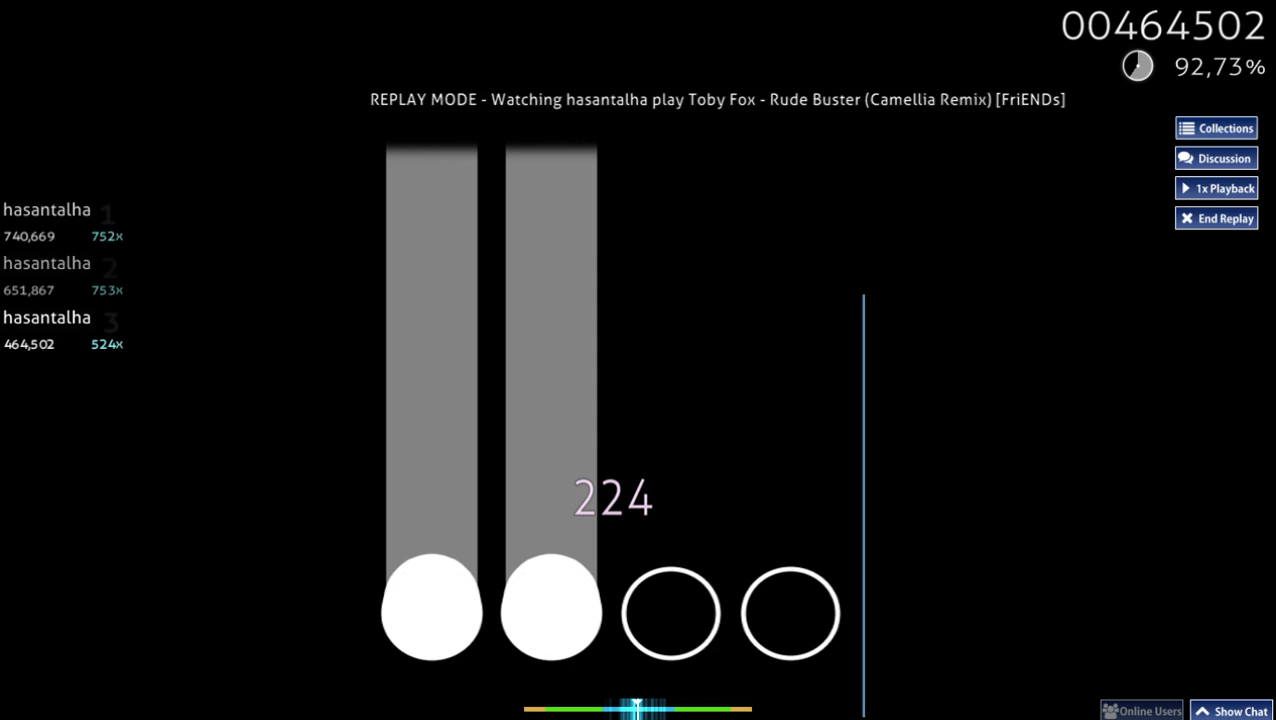 00464502
92,73%
REPLAY MODE - Watching hasantalha play Toby Fox - Rude Buster (Camellia Remix) [FriENDs]
Collections
Discussion
1x Playback
End Replay
hasantalha 1
740,669 752x
hasantalha 2
651,867 753x
hasantalha 3
464,502 524x
224
Online Users
Show Chat